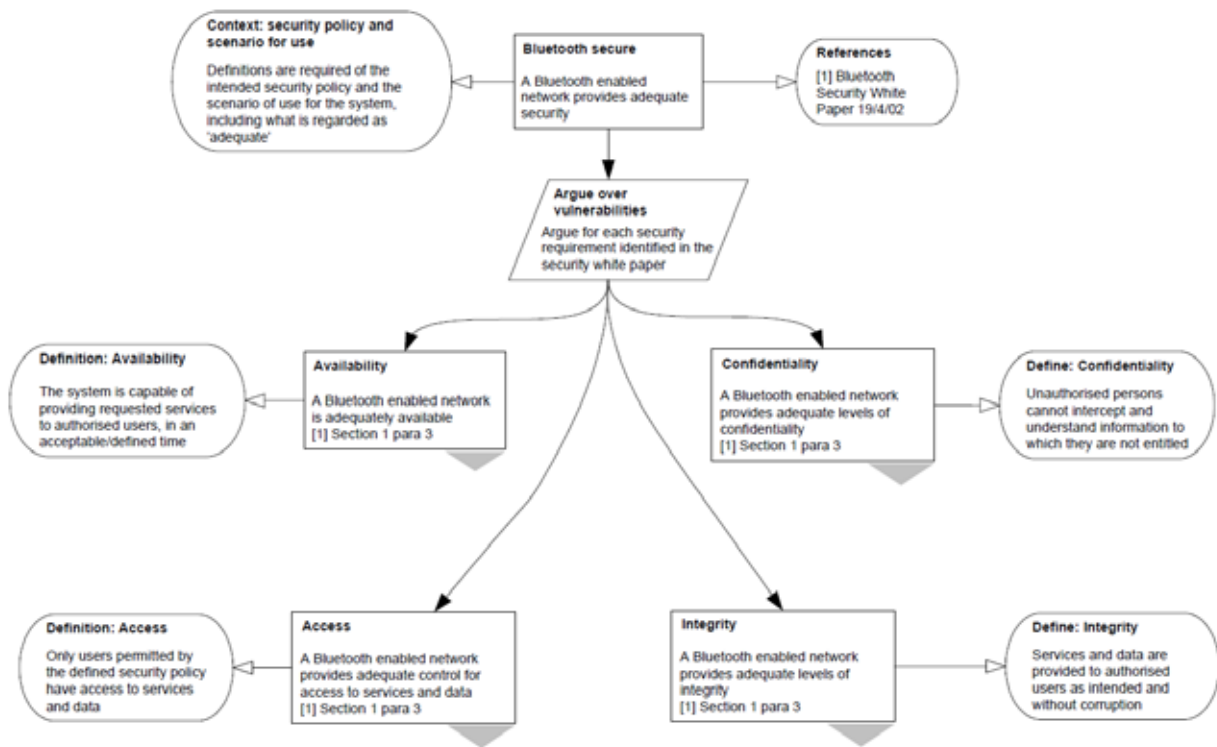 Context: security policy and
scenario for use
Definitions are required of the
intended security policy and the
scenario of use for the system,
including what is regarded as
'adequate'
Bluetooth secure
A Bluetooth enabled
network provides adequate
security
References
[1] Bluetooth
Security White
Paper 19/4/02
Argue over
vulnerabilities
Argue for each security
requirement identified in the
security white paper
Definition: Availability
The system is capable of
providing requested services
to authorised users, in an
acceptable/defined time
Availability
A Bluetooth enabled network
is adequately available
[1] Section 1 para 3
Confidentiality
A Bluetooth enabled network
provides adequate levels of
confidentiality
[1] Section 1 para 3
Define: Confidentiality
Unauthorised persons
cannot intercept and
understand information to
which they are not entitled
Definition: Access
Only users permitted by
the defined security policy
have access to services
and data
Access
A Bluetooth enabled network
provides adequate control for
access to services and data
[1] Section 1 para 3
Integrity
A Bluetooth enabled network
provides adequate levels of
integrity
[1] Section 1 para 3
Define: Integrity
Services and data are
provided to authorised
users as intended and
without corruption